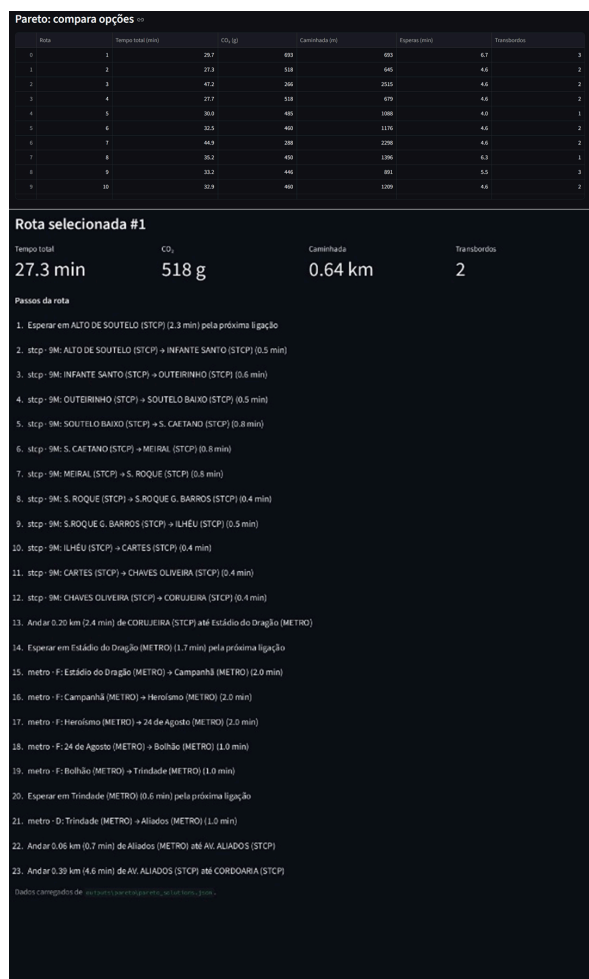 Pareto: compara opções
Rota Tempo total (min) CO₂ (g) Caminhada (m) Esperas (min) Transbordos
0 1 29.7 693 693 6.7 3
1 2 27.3 518 645 4.6 2
2 3 47.2 266 2515 4.6 2
3 4 27.7 518 679 4.6 2
4 5 30.0 485 1088 4.0 1
5 6 32.5 460 1176 4.6 2
6 7 44.9 288 2298 4.6 2
7 8 35.2 450 1396 6.3 1
8 9 33.2 446 891 5.5 3
9 10 32.9 460 1209 4.6 2
Rota selecionada #1
Tempo total CO₂ Caminhada Transbordos
27.3 min 518 g 0.64 km 2
Passos da rota
1. Esperar em ALTO DE SOUTELO (STCP) (2.3 min) pela próxima ligação
2. stcp · 9M: ALTO DE SOUTELO (STCP) → INFANTE SANTO (STCP) (0.5 min)
3. stcp · 9M: INFANTE SANTO (STCP) → OUTEIRINHO (STCP) (0.6 min)
4. stcp · 9M: OUTEIRINHO (STCP) → SOUTELO BAIXO (STCP) (0.5 min)
5. stcp · 9M: SOUTELO BAIXO (STCP) → S. CAETANO (STCP) (0.8 min)
6. stcp · 9M: S. CAETANO (STCP) → MEIRAL (STCP) (0.8 min)
7. stcp · 9M: MEIRAL (STCP) → S. ROQUE (STCP) (0.8 min)
8. stcp · 9M: S. ROQUE (STCP) → S.ROQUE G. BARROS (STCP) (0.4 min)
9. stcp · 9M: S.ROQUE G. BARROS (STCP) → ILHÉU (STCP) (0.5 min)
10. stcp · 9M: ILHÉU (STCP) → CARTES (STCP) (0.4 min)
11. stcp · 9M: CARTES (STCP) → CHAVES OLIVEIRA (STCP) (0.4 min)
12. stcp · 9M: CHAVES OLIVEIRA (STCP) → CORUJEIRA (STCP) (0.4 min)
13. Andar 0.20 km (2.4 min) de CORUJEIRA (STCP) até Estádio do Dragão (METRO)
14. Esperar em Estádio do Dragão (METRO) (1.7 min) pela próxima ligação
15. metro · F: Estádio do Dragão (METRO) → Campanhã (METRO) (2.0 min)
16. metro · F: Campanhã (METRO) → Heroísmo (METRO) (2.0 min)
17. metro · F: Heroísmo (METRO) → 24 de Agosto (METRO) (2.0 min)
18. metro · F: 24 de Agosto (METRO) → Bolhão (METRO) (1.0 min)
19. metro · F: Bolhão (METRO) → Trindade (METRO) (1.0 min)
20. Esperar em Trindade (METRO) (0.6 min) pela próxima ligação
21. metro · D: Trindade (METRO) → Aliados (METRO) (1.0 min)
22. Andar 0.06 km (0.7 min) de Aliados (METRO) até AV. ALIADOS (STCP)
23. Andar 0.39 km (4.6 min) de AV. ALIADOS (STCP) até CORDOARIA (STCP)
Dados carregados de outputs\pareto\pareto_solutions.json.